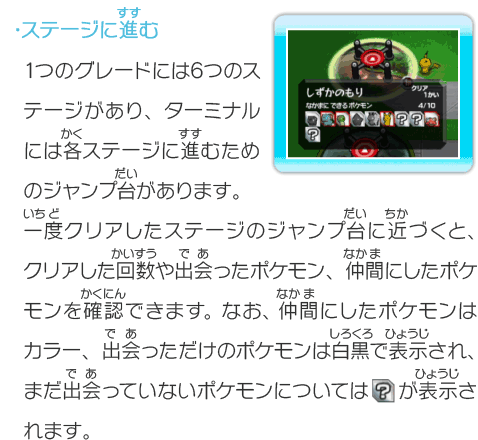 ・ステージに進む
1つのグレードには6つのス
テージがあり、ターミナル
には各ステージに進むため
のジャンプ台があります。
一度クリアしたステージのジャンプ台に近づくと、
クリアした回数や出会ったポケモン、仲間にしたポケ
モンを確認できます。なお、仲間にしたポケモンは
カラー、出会っただけのポケモンは白黒で表示され、
まだ出会っていないポケモンについては?が表示さ
れます。
しずかのもり
クリア
1かい
なかまにできるポケモン
4/10